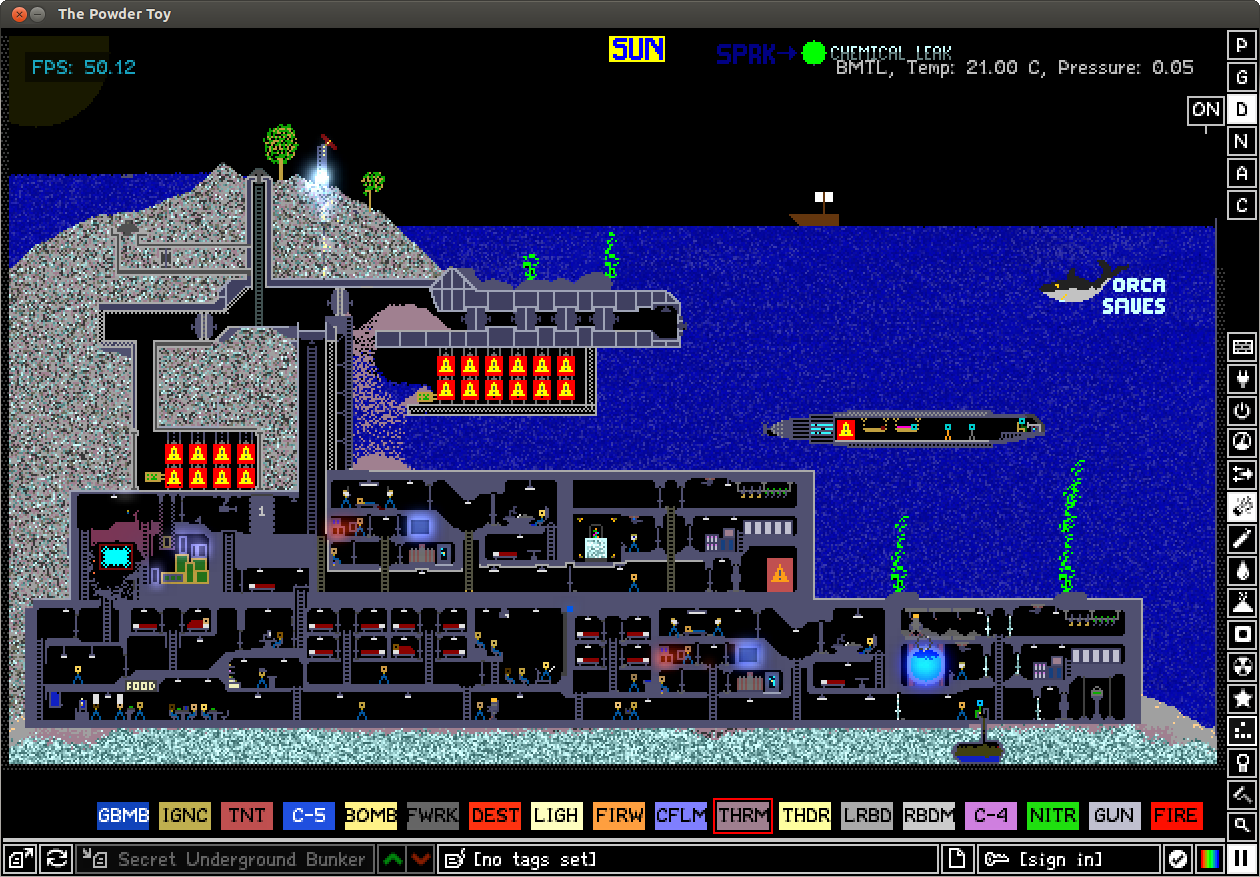 The Powder Toy
FPS: 50.12
SUN
SPRK→
CHEMICAL LEAK
BMTL, Temp: 21.00 C, Pressure: 0.05
P
G
ON
D
N
A
C
ORCA
SAVES
1
FOOD
GBMB IGNC TNT C-5 BOMB FWRK DEST LIGH FIRW CFLM THRM THDR LRBD RBDM C-4 NITR GUN FIRE
Secret Underground Bunker [no tags set] [sign in]